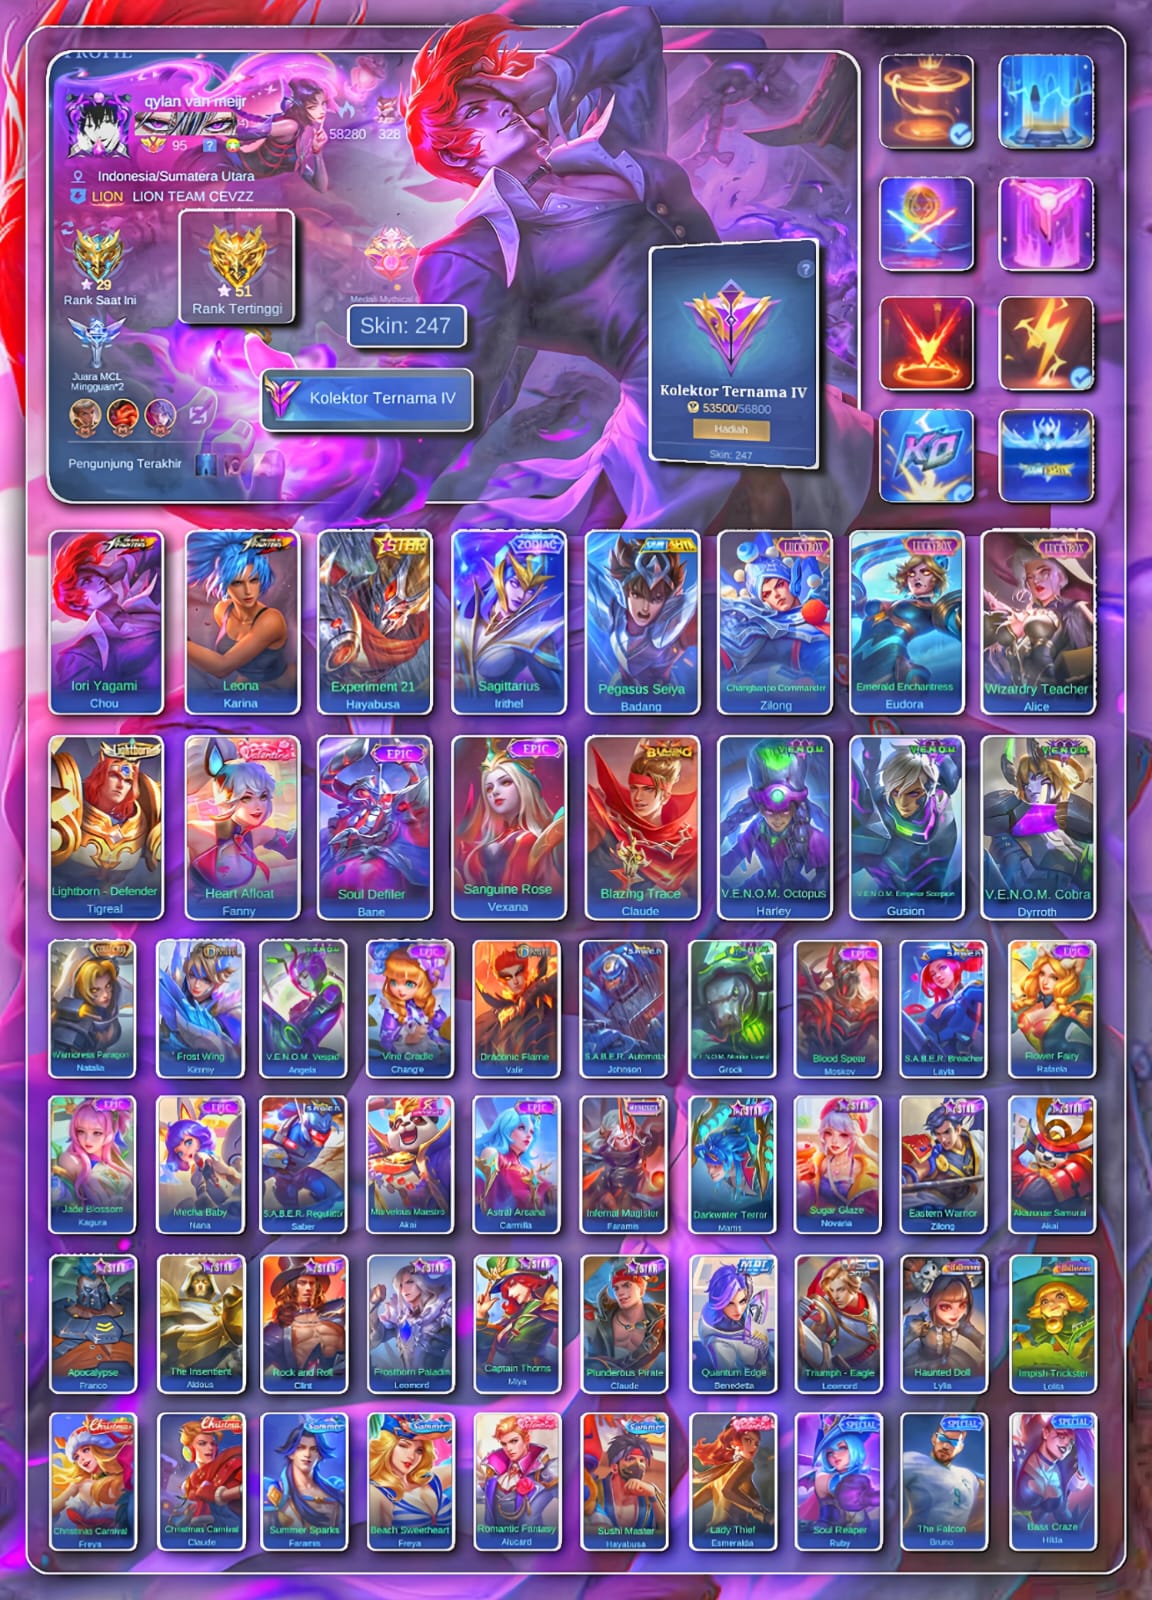 PROFIL
qylan van meijr
58280
328
95
Indonesia/Sumatera Utara
LION LION TEAM CEVZZ
29
Rank Saat Ini
51
Rank Tertinggi
Skin: 247
Juara MCL
Mingguan*2
Kolektor Ternama IV
Pengunjung Terakhir
?
Kolektor Ternama IV
53500/56800
Hadiah
Skin: 247
KO
Iori Yagami
Chou
Leona
Karina
STAR
Experiment 21
Hayabusa
ZODIAC
Sagittarius
Irithel
Pegasus Seiya
Badang
LUCKYBOX
Changbanpo Commander
Zilong
LUCKYBOX
Emerald Enchantress
Eudora
LUCKYBOX
Wizardry Teacher
Alice
Lightborn
Lightborn - Defender
Tigreal
Valentine
Heart Afloat
Fanny
EPIC
Soul Defiler
Bane
EPIC
Sanguine Rose
Vexana
BLAZING
Blazing Trace
Claude
V.E.N.O.M.
V.E.N.O.M. Octopus
Harley
V.E.N.O.M.
V.E.N.O.M. Emperor Scorpion
Gusion
V.E.N.O.M.
V.E.N.O.M. Cobra
Dyrroth
Warrioress Paragon
Natalia
Frost Wing
Kimmy
Angela
EPIC
Vine Cradle
Chang'e
Draconic Flame
Valir
S.A.B.E.R.
S.A.B.E.R. Automata
Johnson
Grock
EPIC
Blood Spear
Moskov
S.A.B.E.R.
S.A.B.E.R. Breacher
Layla
EPIC
Flower Fairy
Rafaela
EPIC
Jade Blossom
Kagura
EPIC
Mecha Baby
Nana
S.A.B.E.R.
S.A.B.E.R. Regulator
Saber
Marvelous Maestro
Akai
EPIC
Astral Arcana
Carmilla
Infernal Magister
Faramis
STAR
Darkwater Terror
Martis
STAR
Sugar Glaze
Novaria
STAR
Eastern Warrior
Zilong
STAR
Akazonae Samurai
Akai
STAR
Apocalypse
Franco
STAR
The Insentient
Aldous
STAR
Rock and Roll
Clint
STAR
Frostborn Paladin
Leomord
STAR
Captain Thorns
Miya
STAR
Plunderous Pirate
Claude
Quantum Edge
Benedetta
Triumph - Eagle
Leomord
Halloween
Haunted Doll
Lylia
Halloween
Impish Trickster
Lolita
Christmas
Christmas Carnival
Freya
Christmas
Christmas Carnival
Claude
Summer
Summer Sparks
Faramis
Summer
Beach Sweetheart
Freya
Valentine
Romantic Fantasy
Alucard
Summer
Sushi Master
Hayabusa
Lady Thief
Esmeralda
SPECIAL
Soul Reaper
Ruby
SPECIAL
The Falcon
Bruno
SPECIAL
Bass Craze
Hilda